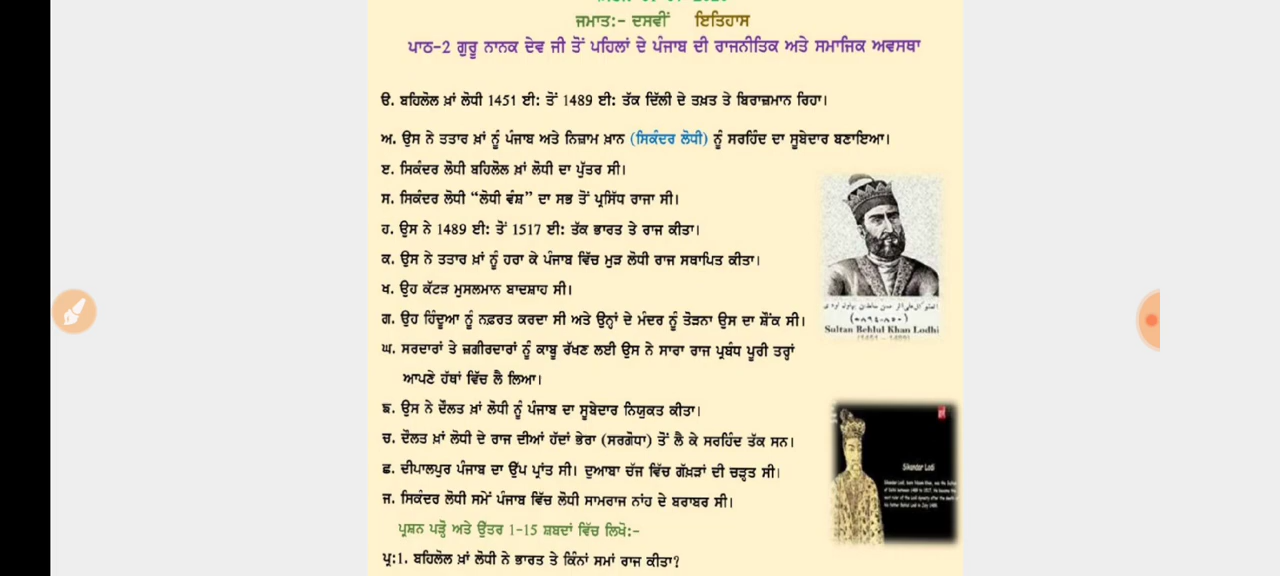 ਜਮਾਤ:- ਦਸਵੀਂ ਇਤਿਹਾਸ
ਪਾਠ-2 ਗੁਰੂ ਨਾਨਕ ਦੇਵ ਜੀ ਤੋਂ ਪਹਿਲਾਂ ਦੇ ਪੰਜਾਬ ਦੀ ਰਾਜਨੀਤਿਕ ਅਤੇ ਸਮਾਜਿਕ ਅਵਸਥਾ
ੳ. ਬਹਿਲੋਲ ਖ਼ਾਂ ਲੋਧੀ 1451 ਈ: ਤੋਂ 1489 ਈ: ਤੱਕ ਦਿੱਲੀ ਦੇ ਤਖ਼ਤ ਤੇ ਬਿਰਾਜ਼ਮਾਨ ਰਿਹਾ।
ਅ. ਉਸ ਨੇ ਤਤਾਰ ਖ਼ਾਂ ਨੂੰ ਪੰਜਾਬ ਅਤੇ ਨਿਜ਼ਾਮ ਖ਼ਾਨ (ਸਿਕੰਦਰ ਲੋਧੀ) ਨੂੰ ਸਰਹਿੰਦ ਦਾ ਸੂਬੇਦਾਰ ਬਣਾਇਆ।
ੲ. ਸਿਕੰਦਰ ਲੋਧੀ ਬਹਿਲੋਲ ਖ਼ਾਂ ਲੋਧੀ ਦਾ ਪੁੱਤਰ ਸੀ।
ਸ. ਸਿਕੰਦਰ ਲੋਧੀ “ਲੋਧੀ ਵੰਸ਼” ਦਾ ਸਭ ਤੋਂ ਪ੍ਰਸਿੱਧ ਰਾਜਾ ਸੀ।
ਹ. ਉਸ ਨੇ 1489 ਈ: ਤੋਂ 1517 ਈ: ਤੱਕ ਭਾਰਤ ਤੇ ਰਾਜ ਕੀਤਾ।
ਕ. ਉਸ ਨੇ ਤਤਾਰ ਖ਼ਾਂ ਨੂੰ ਹਰਾ ਕੇ ਪੰਜਾਬ ਵਿੱਚ ਮੁੜ ਲੋਧੀ ਰਾਜ ਸਥਾਪਿਤ ਕੀਤਾ।
ਖ. ਉਹ ਕੱਟੜ ਮੁਸਲਮਾਨ ਬਾਦਸ਼ਾਹ ਸੀ।
ਗ. ਉਹ ਹਿੰਦੂਆ ਨੂੰ ਨਫ਼ਰਤ ਕਰਦਾ ਸੀ ਅਤੇ ਉਨ੍ਹਾਂ ਦੇ ਮੰਦਰ ਨੂੰ ਤੋੜਨਾ ਉਸ ਦਾ ਸ਼ੌਂਕ ਸੀ।
ਘ. ਸਰਦਾਰਾਂ ਤੇ ਜ਼ਗੀਰਦਾਰਾਂ ਨੂੰ ਕਾਬੂ ਰੱਖਣ ਲਈ ਉਸ ਨੇ ਸਾਰਾ ਰਾਜ ਪ੍ਰਬੰਧ ਪੂਰੀ ਤਰ੍ਹਾਂ
ਆਪਣੇ ਹੱਥਾਂ ਵਿੱਚ ਲੈ ਲਿਆ।
ਙ. ਉਸ ਨੇ ਦੌਲਤ ਖ਼ਾਂ ਲੋਧੀ ਨੂੰ ਪੰਜਾਬ ਦਾ ਸੂਬੇਦਾਰ ਨਿਯੁਕਤ ਕੀਤਾ।
ਚ. ਦੌਲਤ ਖ਼ਾਂ ਲੋਧੀ ਦੇ ਰਾਜ ਦੀਆਂ ਹੱਦਾਂ ਭੇਰਾ (ਸਰਗੋਧਾ) ਤੋਂ ਲੈ ਕੇ ਸਰਹਿੰਦ ਤੱਕ ਸਨ।
ਛ. ਦੀਪਾਲਪੁਰ ਪੰਜਾਬ ਦਾ ਉੱਪ ਪ੍ਰਾਂਤ ਸੀ। ਦੁਆਬਾ ਚੱਜ ਵਿੱਚ ਗੱਖੜਾਂ ਦੀ ਚੜ੍ਹਤ ਸੀ।
ਜ. ਸਿਕੰਦਰ ਲੋਧੀ ਸਮੇਂ ਪੰਜਾਬ ਵਿੱਚ ਲੋਧੀ ਸਾਮਰਾਜ ਨਾਂਹ ਦੇ ਬਰਾਬਰ ਸੀ।
ਪ੍ਰਸ਼ਨ ਪੜ੍ਹੋ ਅਤੇ ਉੱਤਰ 1-15 ਸ਼ਬਦਾਂ ਵਿੱਚ ਲਿਖੋ:-
ਪ੍ਰ:1. ਬਹਿਲੋਲ ਖ਼ਾਂ ਲੋਧੀ ਨੇ ਭਾਰਤ ਤੇ ਕਿੰਨਾਂ ਸਮਾਂ ਰਾਜ ਕੀਤਾ?
Sultan Behlul Khan Lodhi
Sikander Lodi